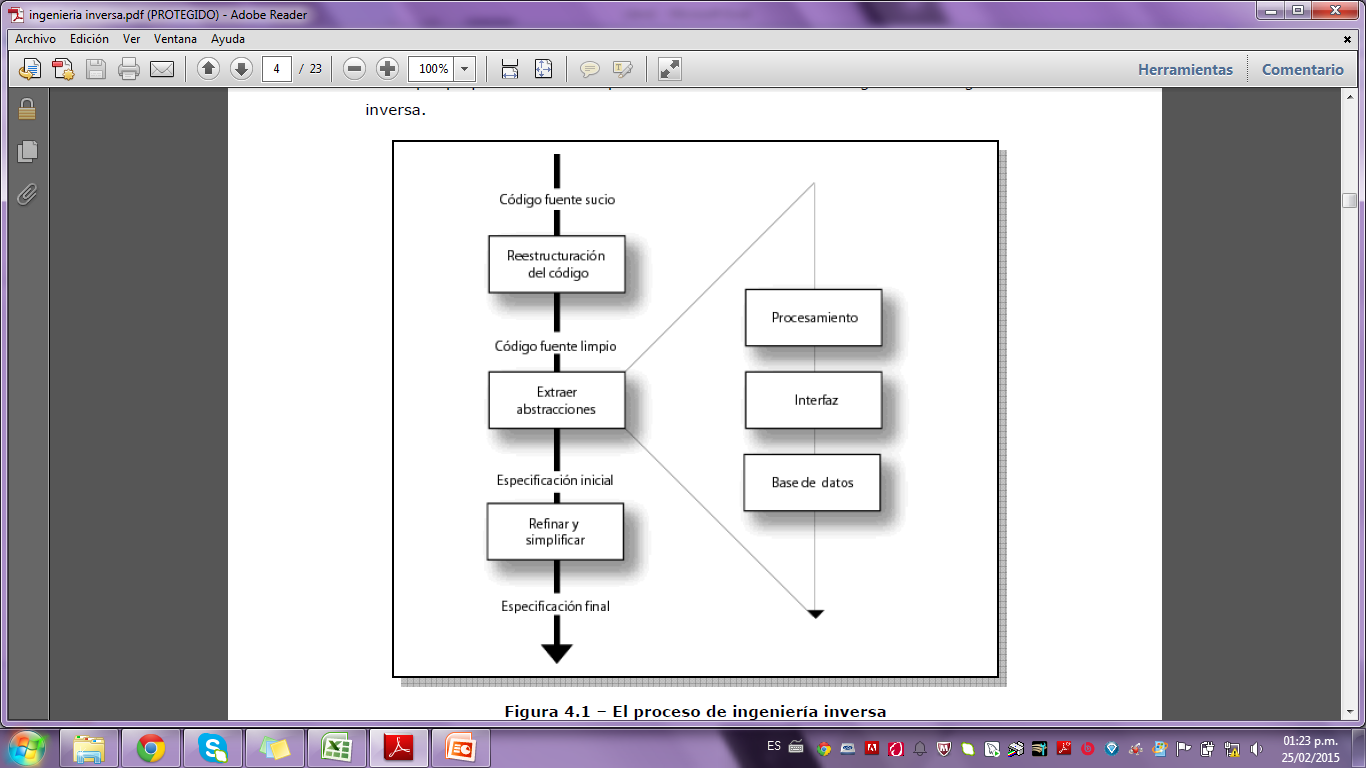 ingenieria inversa.pdf (PROTEGIDO) - Adobe Reader
Archivo Edición Ver Ventana Ayuda
4 / 23 100% Herramientas Comentario
inversa.
Código fuente sucio
Reestructuración
del código
Código fuente limpio
Extraer
abstracciones
Especificación inicial
Refinar y
simplificar
Especificación final
Procesamiento
Interfaz
Base de datos
Figura 4.1 – El proceso de ingeniería inversa
ES
01:23 p.m.
25/02/2015